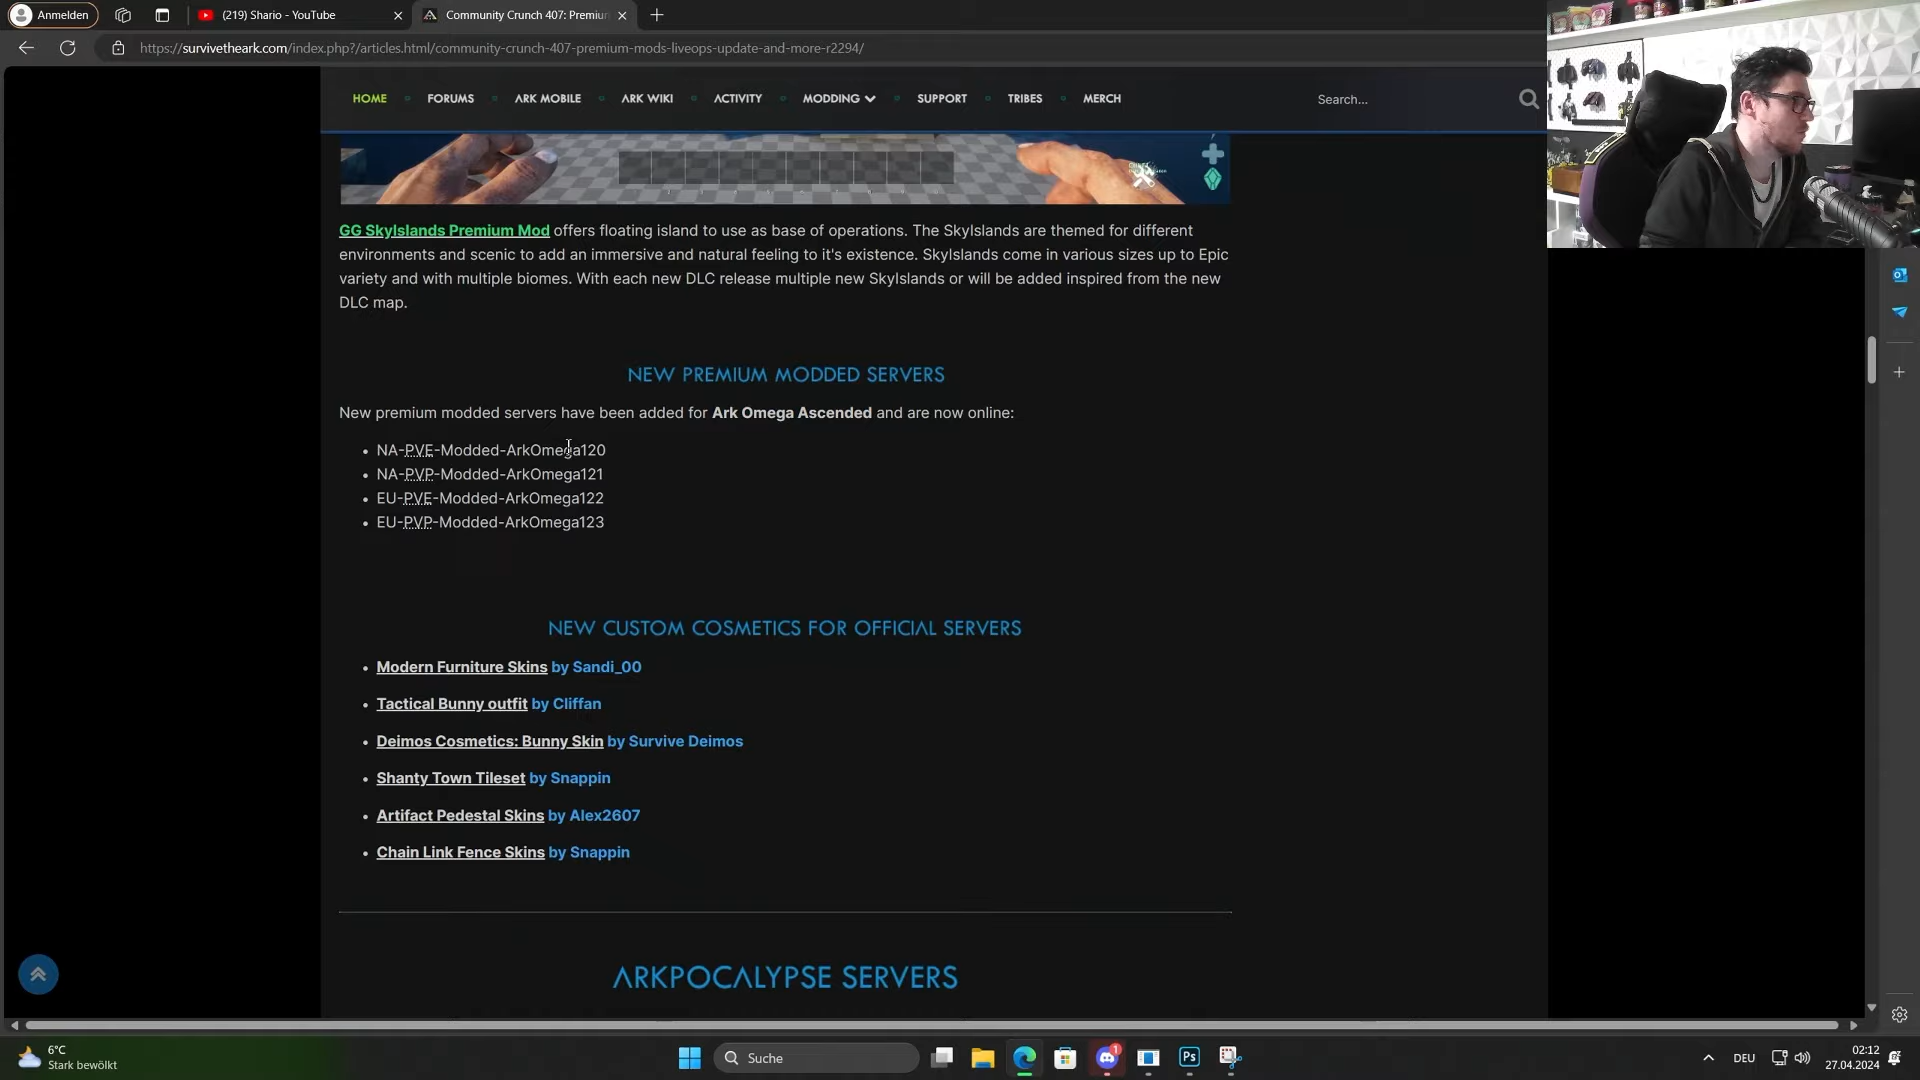 Anmelden
(219) Shario - YouTube
Community Crunch 407: Premium
https://survivetheark.com/index.php?/articles.html/community-crunch-407-premium-mods-liveops-update-and-more-r2294/
HOME
FORUMS
ARK MOBILE
ARK WIKI
ACTIVITY
MODDING
SUPPORT
TRIBES
MERCH
Search...
GG SkyIslands Premium Mod offers floating island to use as base of operations. The SkyIslands are themed for different
environments and scenic to add an immersive and natural feeling to it's existence. SkyIslands come in various sizes up to Epic
variety and with multiple biomes. With each new DLC release multiple new SkyIslands or will be added inspired from the new
DLC map.
NEW PREMIUM MODDED SERVERS
New premium modded servers have been added for Ark Omega Ascended and are now online:
NA-PVE-Modded-ArkOmega120
NA-PVP-Modded-ArkOmega121
EU-PVE-Modded-ArkOmega122
EU-PVP-Modded-ArkOmega123
NEW CUSTOM COSMETICS FOR OFFICIAL SERVERS
Modern Furniture Skins by Sandi_00
Tactical Bunny outfit by Cliffan
Deimos Cosmetics: Bunny Skin by Survive Deimos
Shanty Town Tileset by Snappin
Artifact Pedestal Skins by Alex2607
Chain Link Fence Skins by Snappin
ARKPOCALYPSE SERVERS
6°C
Stark bewölkt
Suche
1
Ps
DEU
02:12
27.04.2024